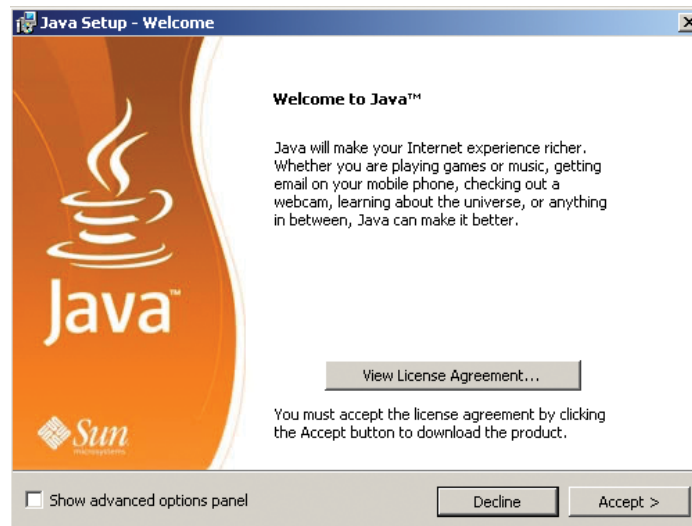 Java Setup - Welcome
Welcome to Java™
Java will make your Internet experience richer.
Whether you are playing games or music, getting
email on your mobile phone, checking out a
webcam, learning about the universe, or anything
in between, Java can make it better.
Java™
View License Agreement...
You must accept the license agreement by clicking
the Accept button to download the product.
Sun
microsystems
Show advanced options panel
Decline
Accept >